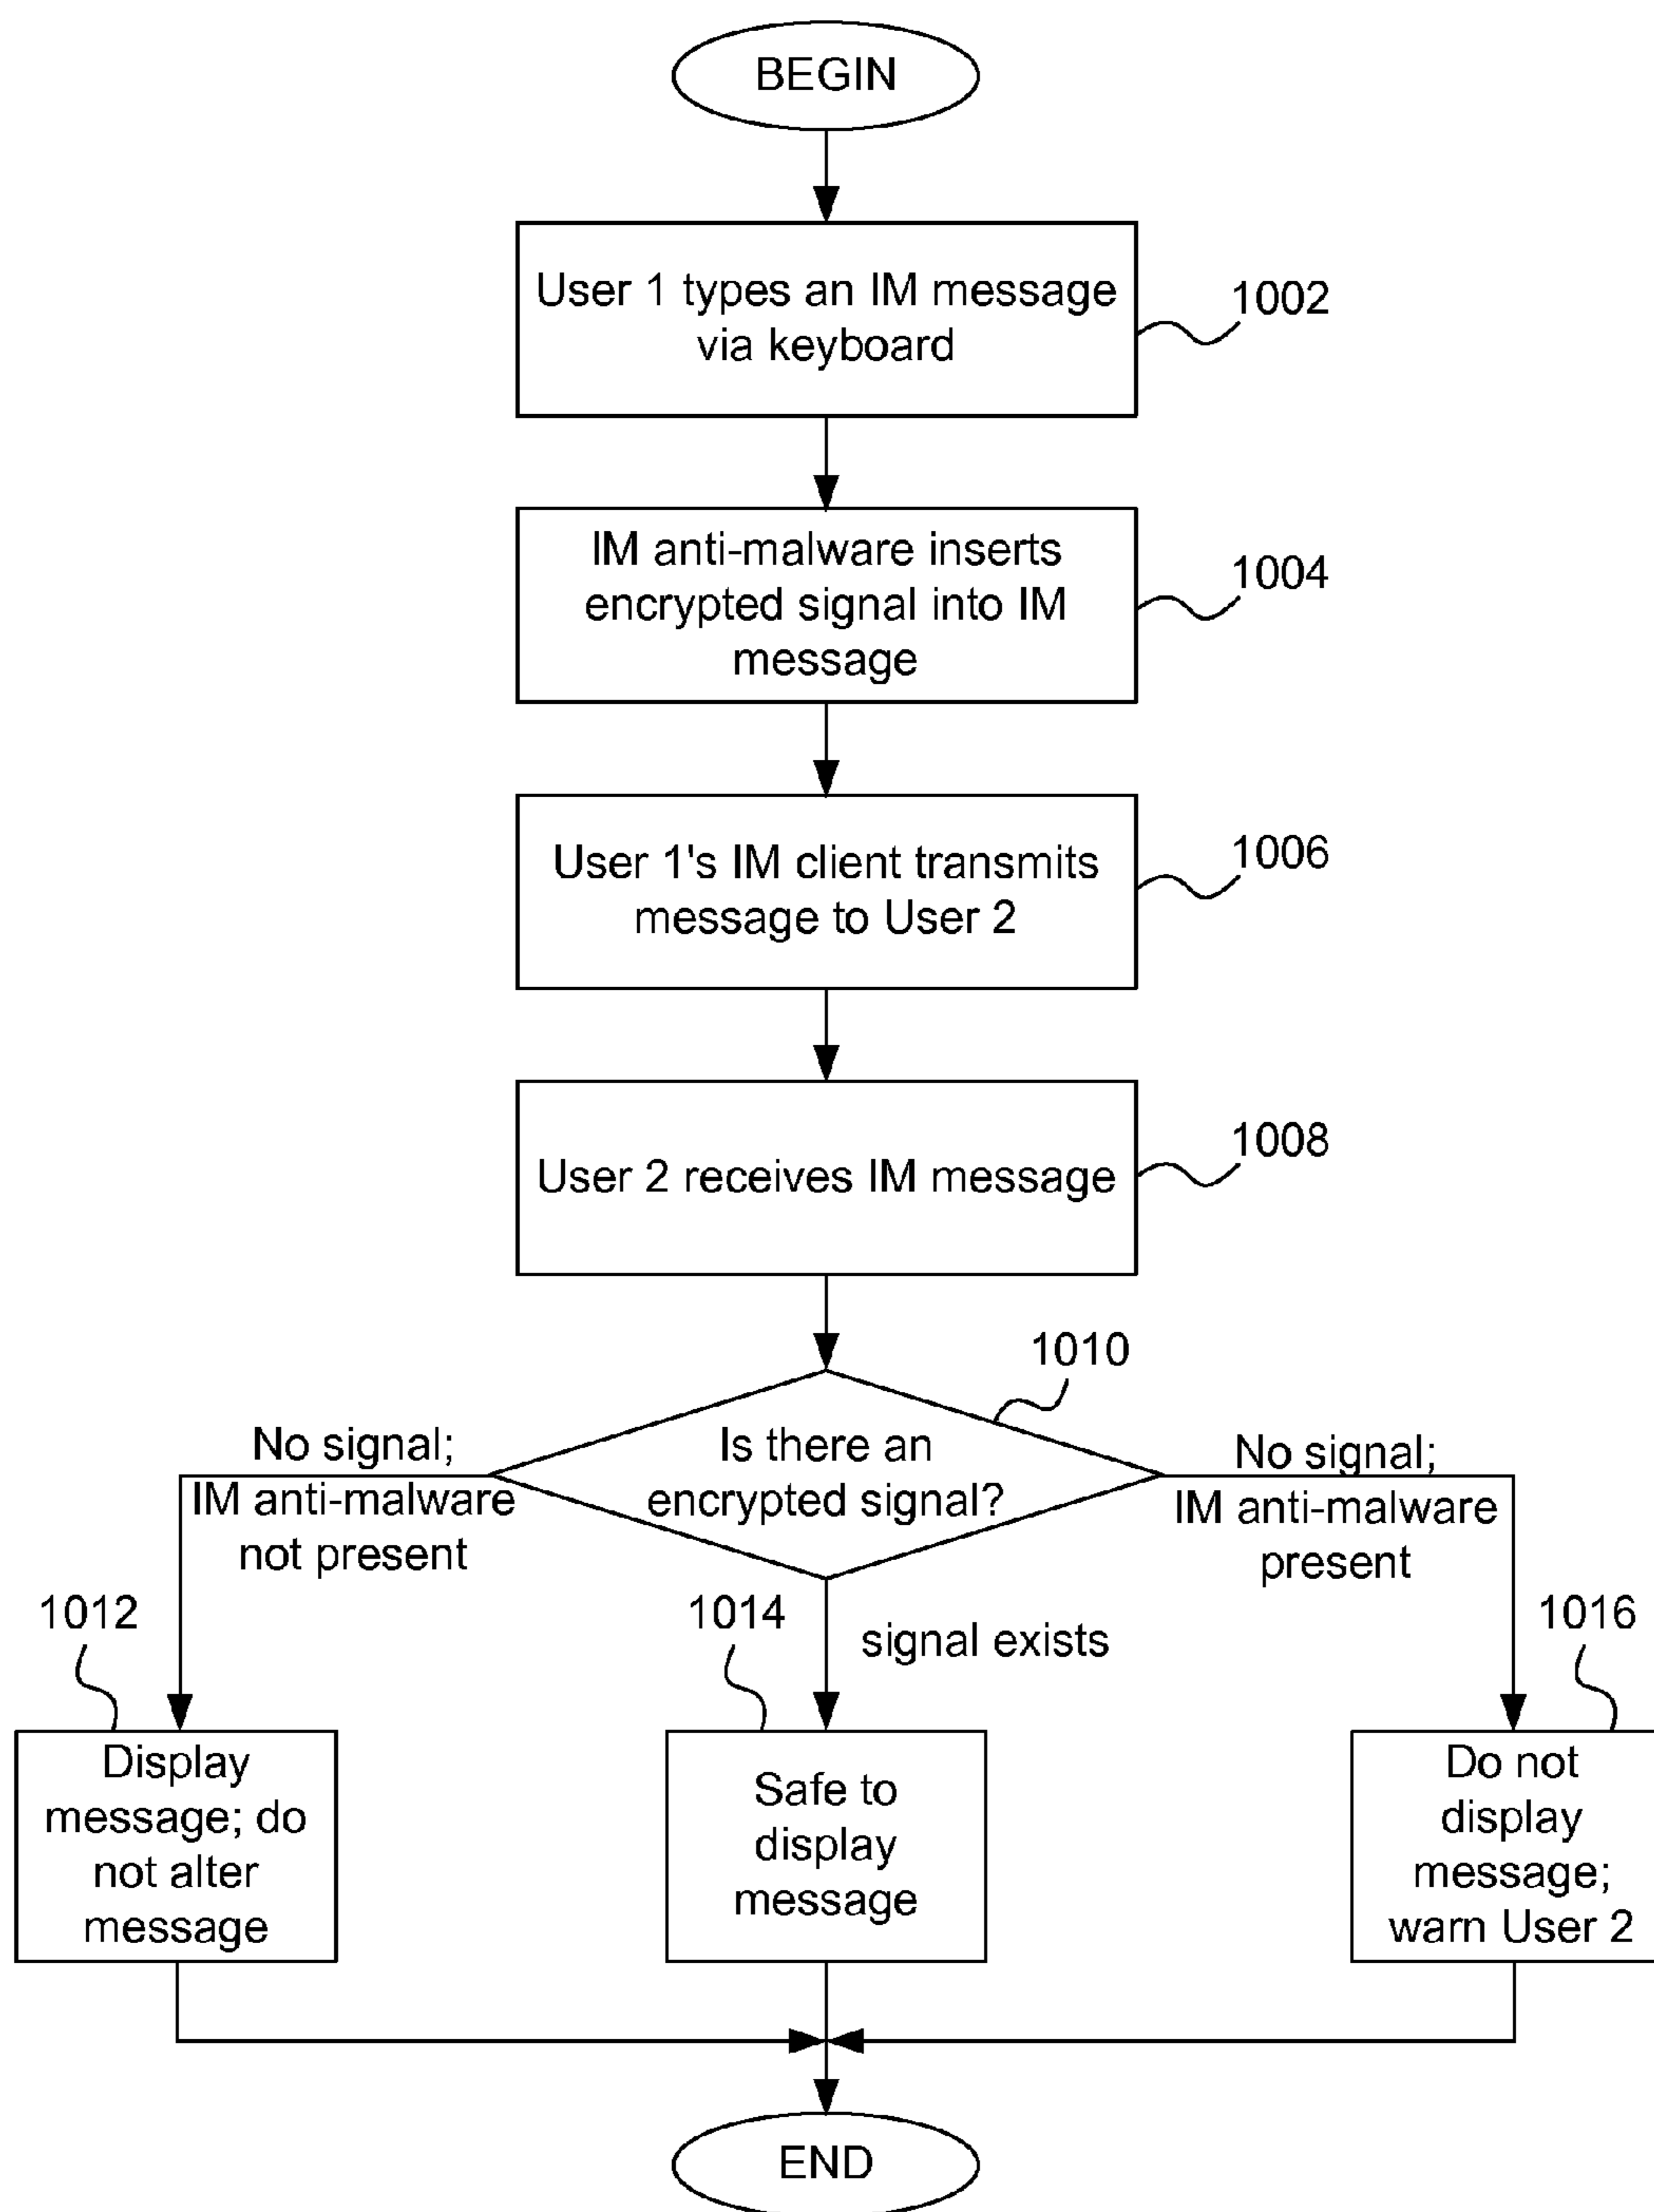 BEGIN
User 1 types an IM message
via keyboard
1002
IM anti-malware inserts
encrypted signal into IM
message
1004
User 1's IM client transmits
message to User 2
1006
User 2 receives IM message
1008
1010
Is there an
encrypted signal?
No signal;
IM anti-malware
not present
No signal;
IM anti-malware
present
1012
1014
signal exists
1016
Display
message; do
not alter
message
Safe to
display
message
Do not
display
message;
warn User 2
END